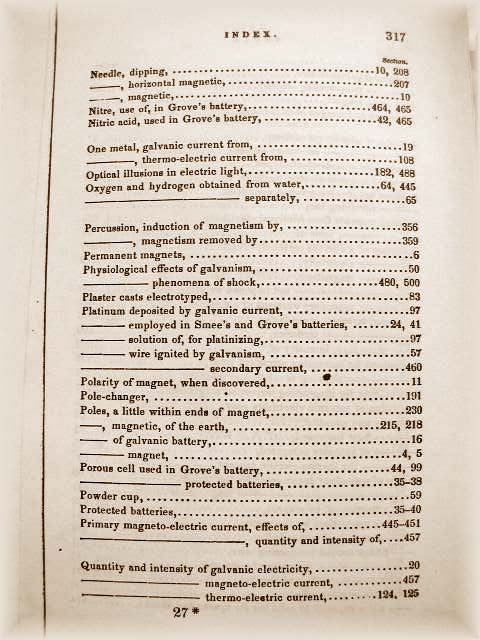 INDEX. 317
Section.
Needle, dipping, 10, 208
———, horizontal magnetic, 207
———, magnetic, 10
Nitre, use of, in Grove's battery, 464, 465
Nitric acid, used in Grove's battery, 42, 465
One metal, galvanic current from, 19
———, thermo-electric current from, 108
Optical illusions in electric light, 182, 488
Oxygen and hydrogen obtained from water, 64, 445
——— separately, 65
Percussion, induction of magnetism by, 356
———, magnetism removed by 359
Permanent magnets, 6
Physiological effects of galvanism, 50
——— phenomena of shock, 480, 500
Plaster casts electrotyped, 83
Platinum deposited by galvanic current, 97
——— employed in Smee's and Grove's batteries, 24, 41
——— solution of, for platinizing, 97
——— wire ignited by galvanism, 57
——— secondary current, 460
Polarity of magnet, when discovered, 11
Pole-changer, 191
Poles, a little within ends of magnet, 230
———, magnetic, of the earth, 215, 218
——— of galvanic battery, 16
——— magnet, 4, 5
Porous cell used in Grove's battery, 44, 99
——— protected batteries, 35–38
Powder cup, 59
Protected batteries, 35–40
Primary magneto-electric current, effects of, 445–451
———, quantity and intensity of, 457
Quantity and intensity of galvanic electricity, 20
——— magneto-electric current, 457
——— thermo-electric current, 124, 125
27*